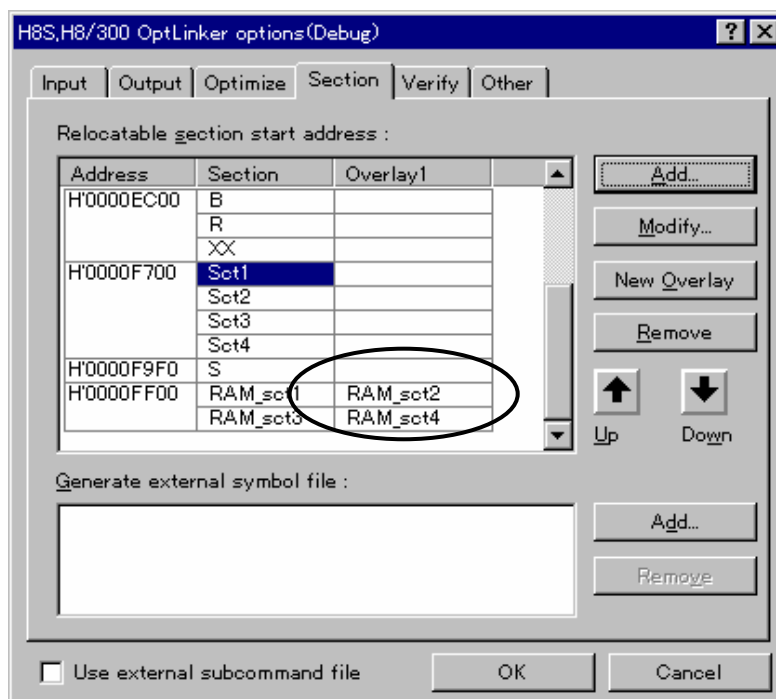 H8S,H8/300 OptLinker options(Debug)
Input Output Optimize Section Verify Other
Relocatable section start address :
Address Section Overlay1
H'0000EC00 B
R
XX
H'0000F700 Sct1
Sct2
Sct3
Sct4
H'0000F9F0 S
H'0000FF00 RAM_sct1 RAM_sct2
RAM_sct3 RAM_sct4
Add...
Modify...
New Overlay
Remove
Up Down
Generate external symbol file :
Add...
Remove
Use external subcommand file
OK
Cancel